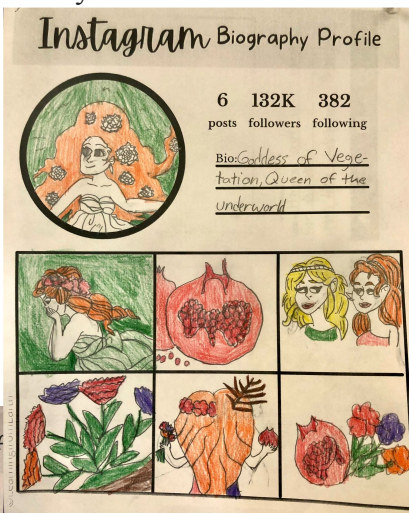 Instagram Biography Profile
6 132K 382
posts followers following
Bio: Goddess of Vege-
tation, Queen of the
underworld